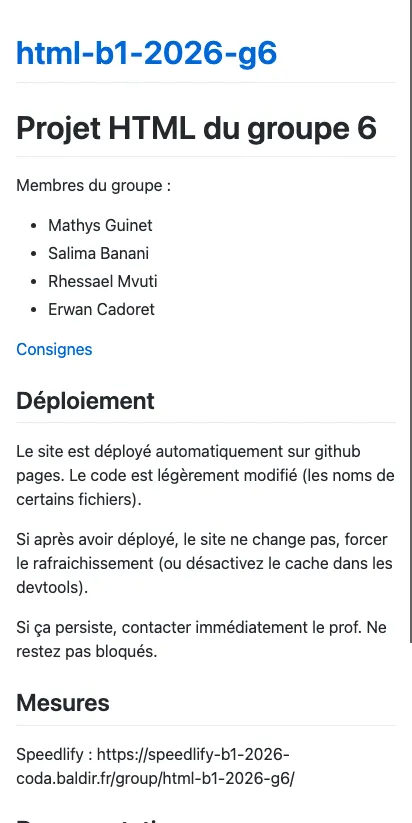 html-b1-2026-g6
Projet HTML du groupe 6
Membres du groupe :
Mathys Guinet
Salima Banani
Rhessael Mvuti
Erwan Cadoret
Consignes
Déploiement
Le site est déployé automatiquement sur github
pages. Le code est légèrement modifié (les noms de
certains fichiers).
Si après avoir déployé, le site ne change pas, forcer
le rafraichissement (ou désactivez le cache dans les
devtools).
Si ça persiste, contacter immédiatement le prof. Ne
restez pas bloqués.
Mesures
Speedlify : https://speedlify-b1-2026-
coda.baldir.fr/group/html-b1-2026-g6/